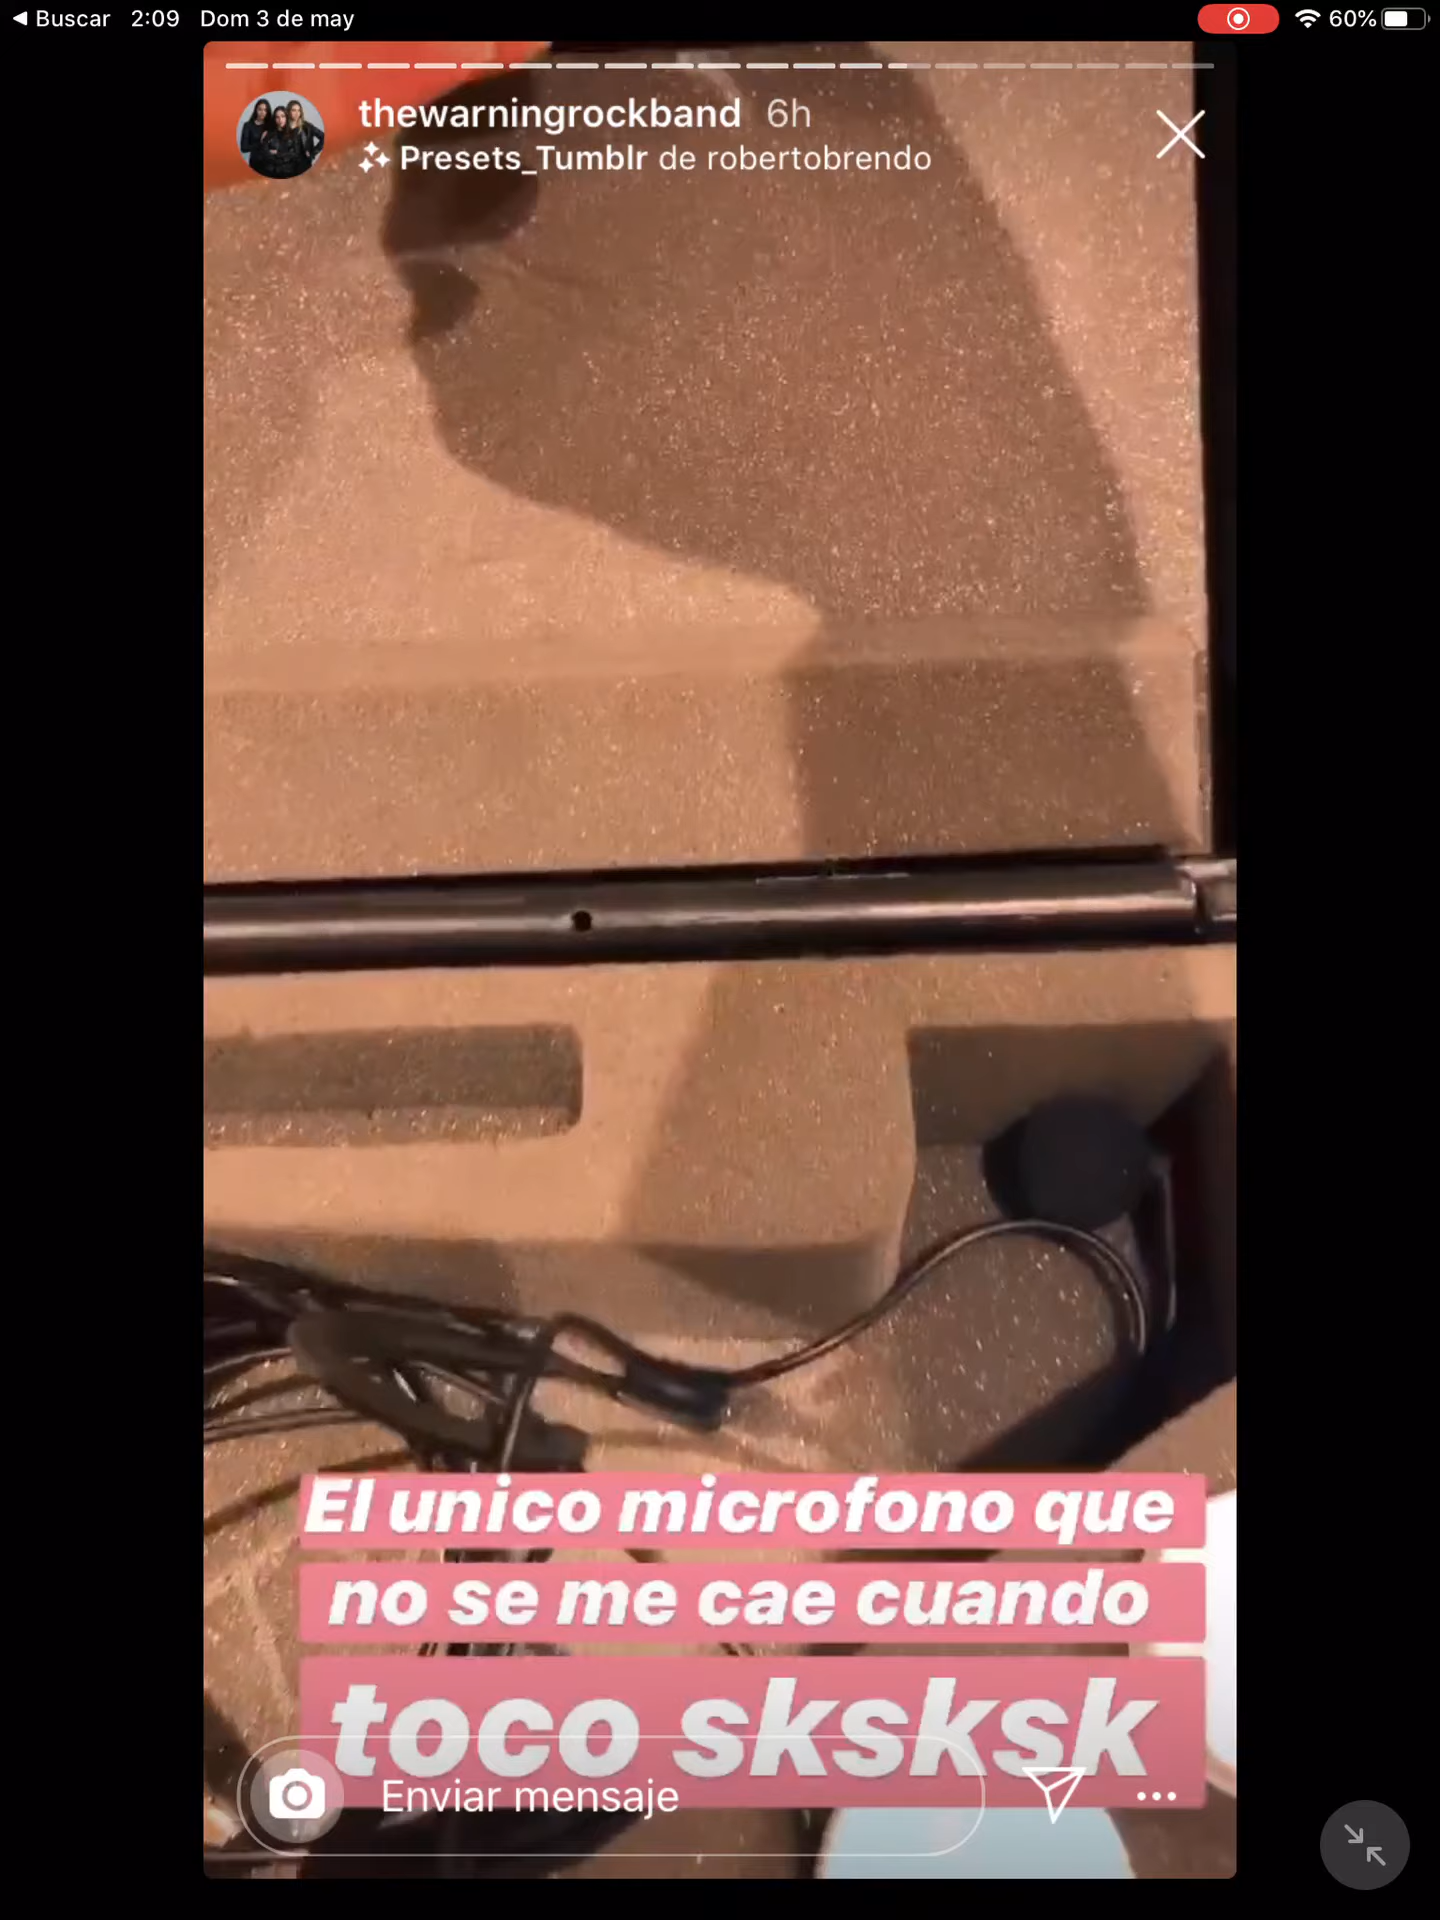 Buscar 2:09 Dom 3 de may 60%
thewarningrockband 6h
Presets_Tumblr de robertobrendo
El unico microfono que
no se me cae cuando
toco sksksk
Enviar mensaje